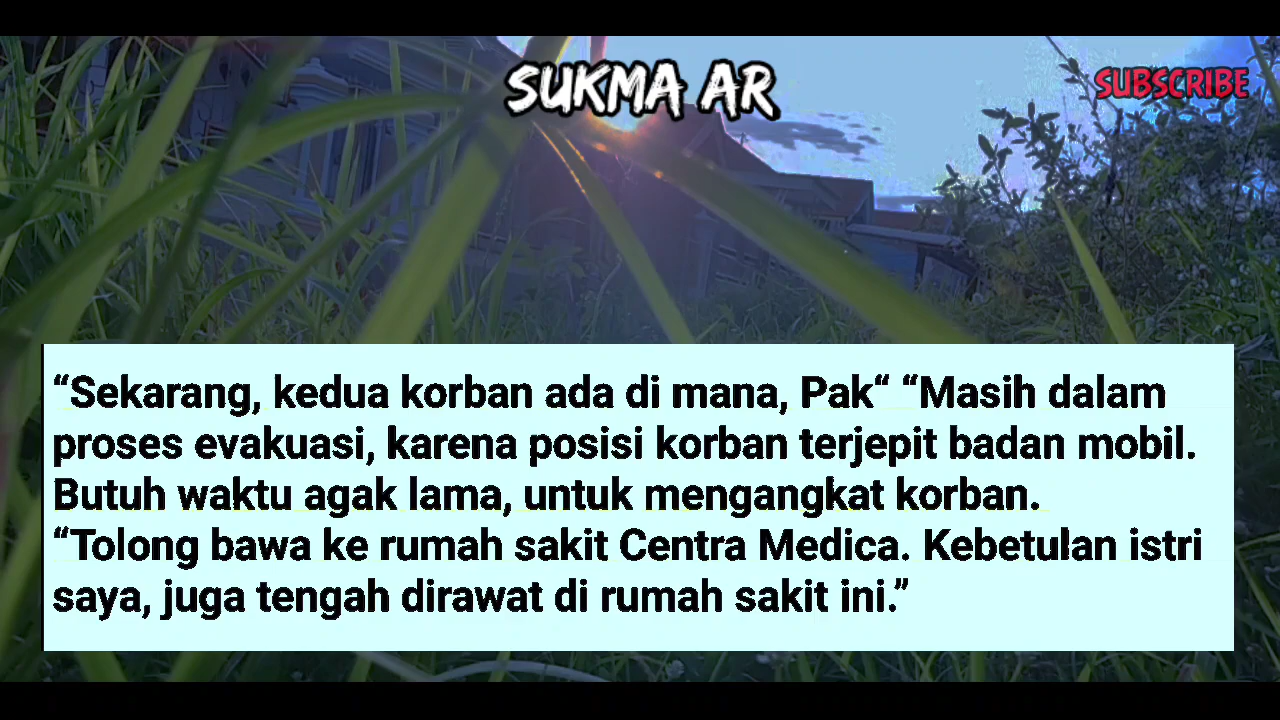 SUKMA AR
SUBSCRIBE
“Sekarang, kedua korban ada di mana, Pak“ “Masih dalam
proses evakuasi, karena posisi korban terjepit badan mobil.
Butuh waktu agak lama, untuk mengangkat korban.
“Tolong bawa ke rumah sakit Centra Medica. Kebetulan istri
saya, juga tengah dirawat di rumah sakit ini.”